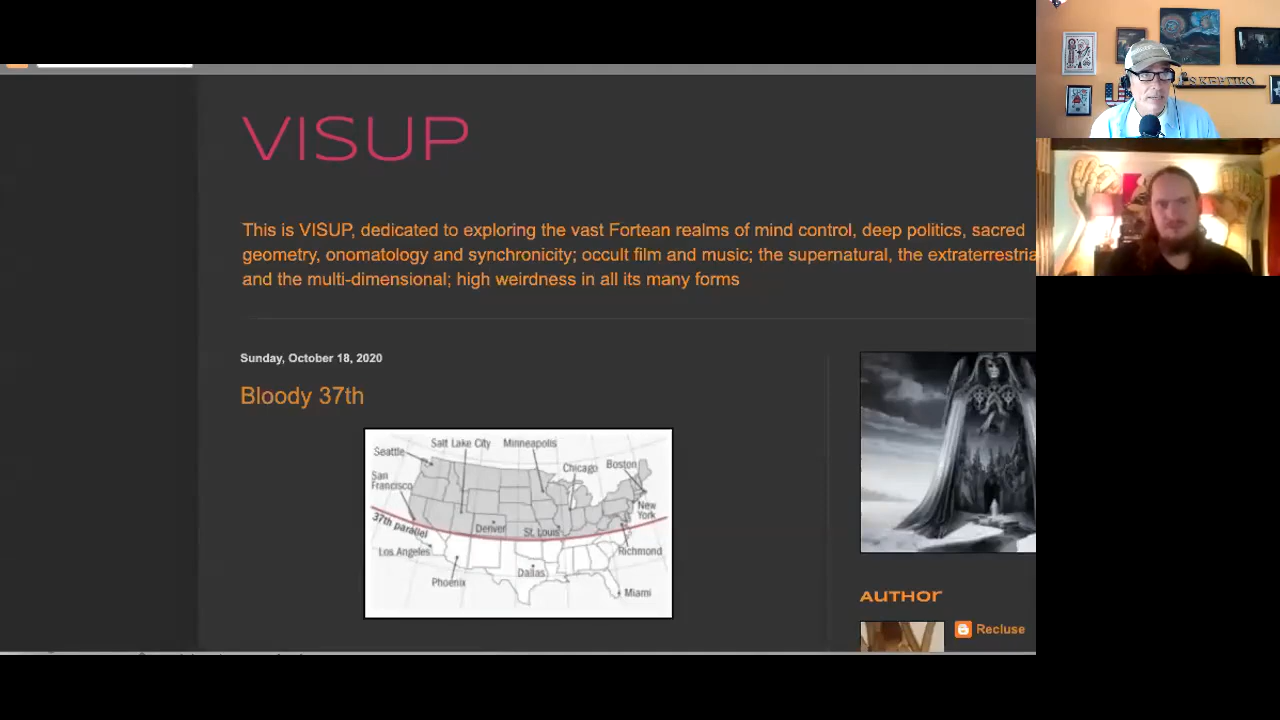 VISUP
This is VISUP, dedicated to exploring the vast Fortean realms of mind control, deep politics, sacred
geometry, onomatology and synchronicity; occult film and music; the supernatural, the extraterrestria
and the multi-dimensional; high weirdness in all its many forms
Sunday, October 18, 2020
Bloody 37th
Seattle
Salt Lake City
Minneapolis
Chicago
Boston
San
Francisco
New
York
37th parallel
Denver
St. Louis
Los Angeles
Richmond
Phoenix
Dallas
Miami
AUTHOR
Recluse
SKEPTIKO